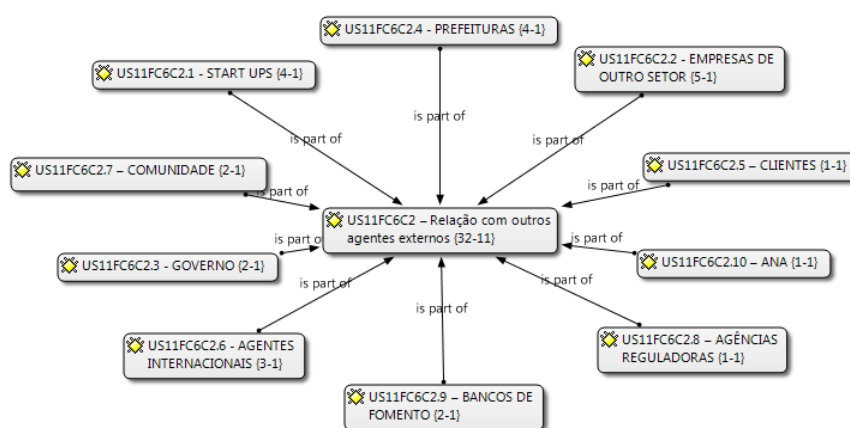 US11FC6C2.4 - PREFEITURAS {4-1}
US11FC6C2.2 - EMPRESAS DE
OUTRO SETOR {5-1}
US11FC6C2.1 - START UPS {4-1}
is part of
is part of
is part of
US11FC6C2.7 – COMUNIDADE {2-1}
US11FC6C2.5 – CLIENTES {1-1}
is part of
is part of
US11FC6C2 – Relação com outros
agentes externos {32-11}
is part of
is part of
US11FC6C2.3 - GOVERNO {2-1}
US11FC6C2.10 – ANA {1-1}
is part of
is part of
is part of
US11FC6C2.6 - AGENTES
INTERNACIONAIS {3-1}
US11FC6C2.8 – AGÊNCIAS
REGULADORAS {1-1}
US11FC6C2.9 – BANCOS DE
FOMENTO {2-1}